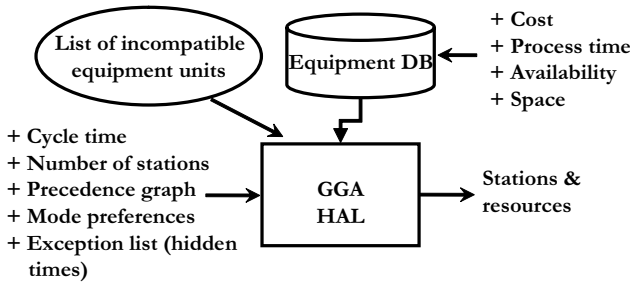 List of incompatible
equipment units
Equipment DB
+ Cost
+ Process time
+ Availability
+ Space
+ Cycle time
+ Number of stations
+ Precedence graph
+ Mode preferences
+ Exception list (hidden
times)
GGA
HAL
Stations &
resources